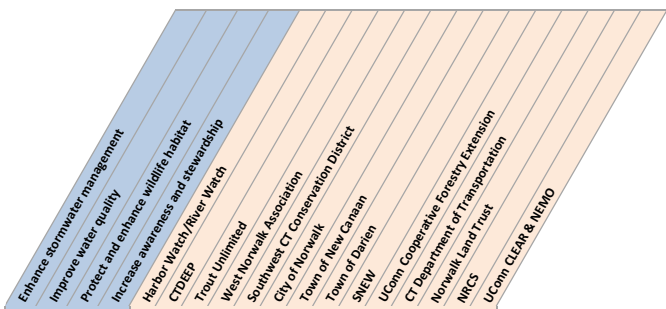 Enhance stormwater management
Improve water quality
Protect and enhance wildlife habitat
Increase awareness and stewardship
Harbor Watch/River Watch
CTDEEP
Trout Unlimited
West Norwalk Association
Southwest CT Conservation District
City of Norwalk
Town of New Canaan
Town of Darien
SNEW
UConn Cooperative Forestry Extension
CT Department of Transportation
Norwalk Land Trust
NRCS
UConn CLEAR & NEMO